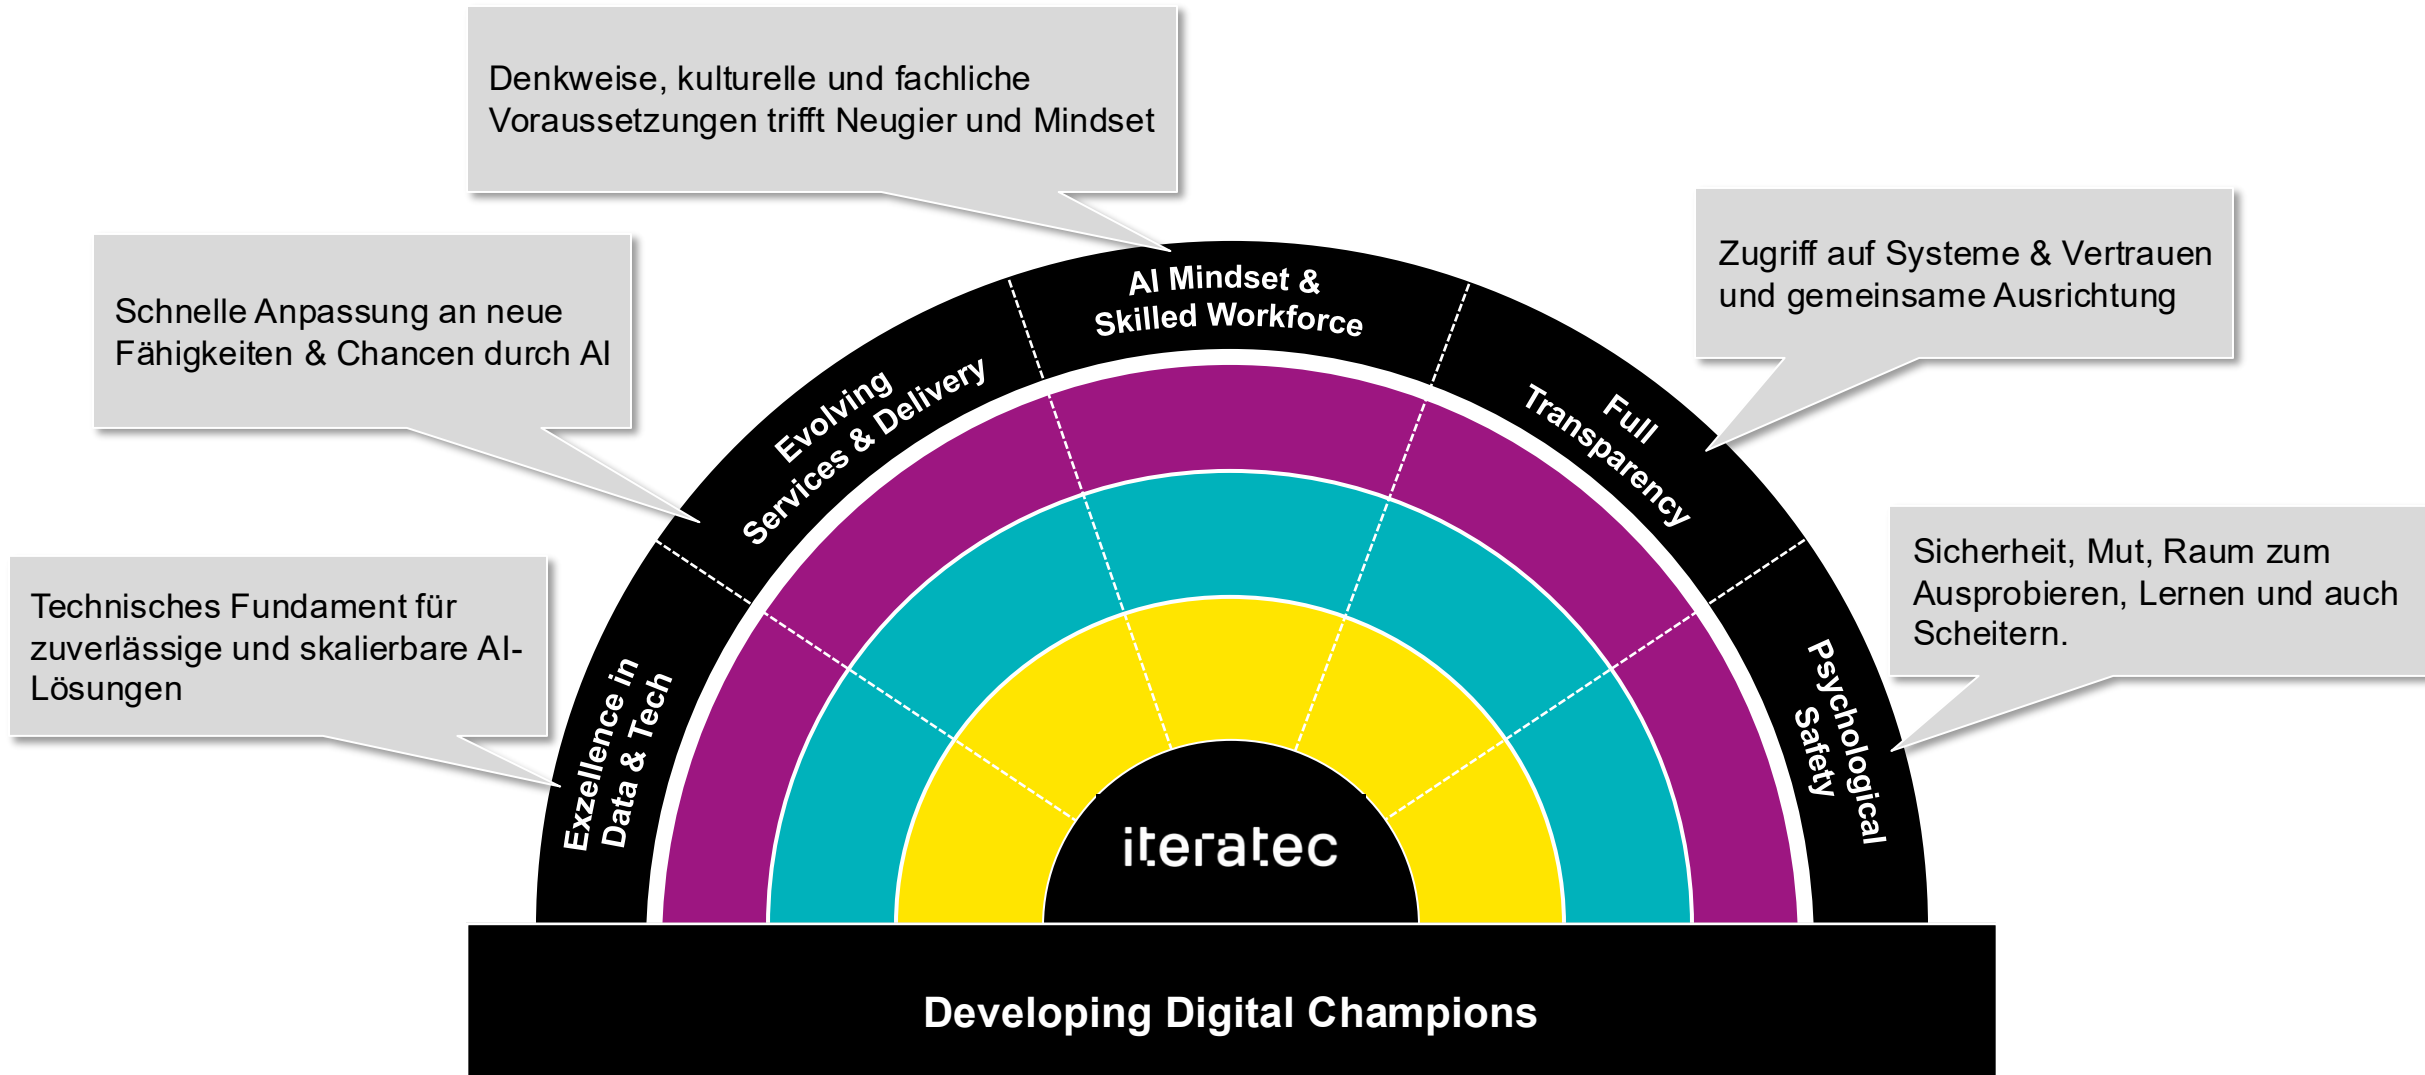 Denkweise, kulturelle und fachliche
Voraussetzungen trifft Neugier und Mindset
Schnelle Anpassung an neue
Fähigkeiten & Chancen durch AI
Technisches Fundament für
zuverlässige und skalierbare AI-
Lösungen
Zugriff auf Systeme & Vertrauen
und gemeinsame Ausrichtung
Sicherheit, Mut, Raum zum
Ausprobieren, Lernen und auch
Scheitern.
Exzellence in
Data & Tech
Evolving
Services & Delivery
AI Mindset &
Skilled Workforce
Full
Transparency
Psychological
Safety
iteratec
Developing Digital Champions